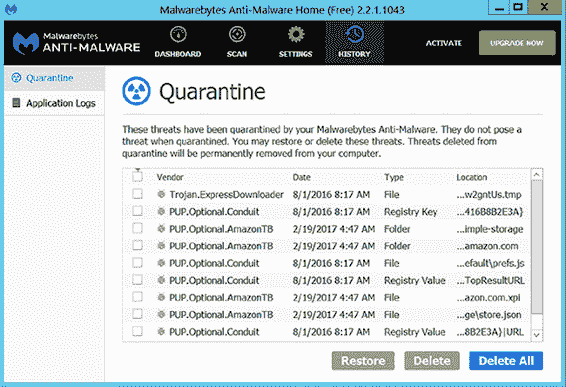 Malwarebytes Anti-Malware Home (Free) 2.2.1.1043
Malwarebytes
ANTI-MALWARE
DASHBOARD
SCAN
SETTINGS
HISTORY
ACTIVATE
UPGRADE NOW
Quarantine
Application Logs
Quarantine
These threats have been quarantined by your Malwarebytes Anti-Malware. They do not pose a
threat when quarantined. You may restore or delete these threats. Threats deleted from
quarantine will be permanently removed from your computer.
Vendor Date Type Location
Trojan.ExpressDownloader 8/1/2016 8:17 AM File ...w2gntUs.tmp
PUP.Optional.Conduit 8/1/2016 8:17 AM Registry Key ...416B8B2E3A}
PUP.Optional.AmazonTB 2/19/2017 4:47 AM Folder ...imple-storage
PUP.Optional.AmazonTB 2/19/2017 4:47 AM Folder ...amazon.com
PUP.Optional.Conduit 8/1/2016 8:17 AM File ...efault\prefs.js
PUP.Optional.Conduit 8/1/2016 8:17 AM Registry Value ...TopResultURL
PUP.Optional.AmazonTB 2/19/2017 4:47 AM File ...azon.com.xpi
PUP.Optional.AmazonTB 2/19/2017 4:47 AM File ...ge\store.json
PUP.Optional.Conduit 8/1/2016 8:17 AM Registry Value ...8B2E3A}|URL
Restore
Delete
Delete All